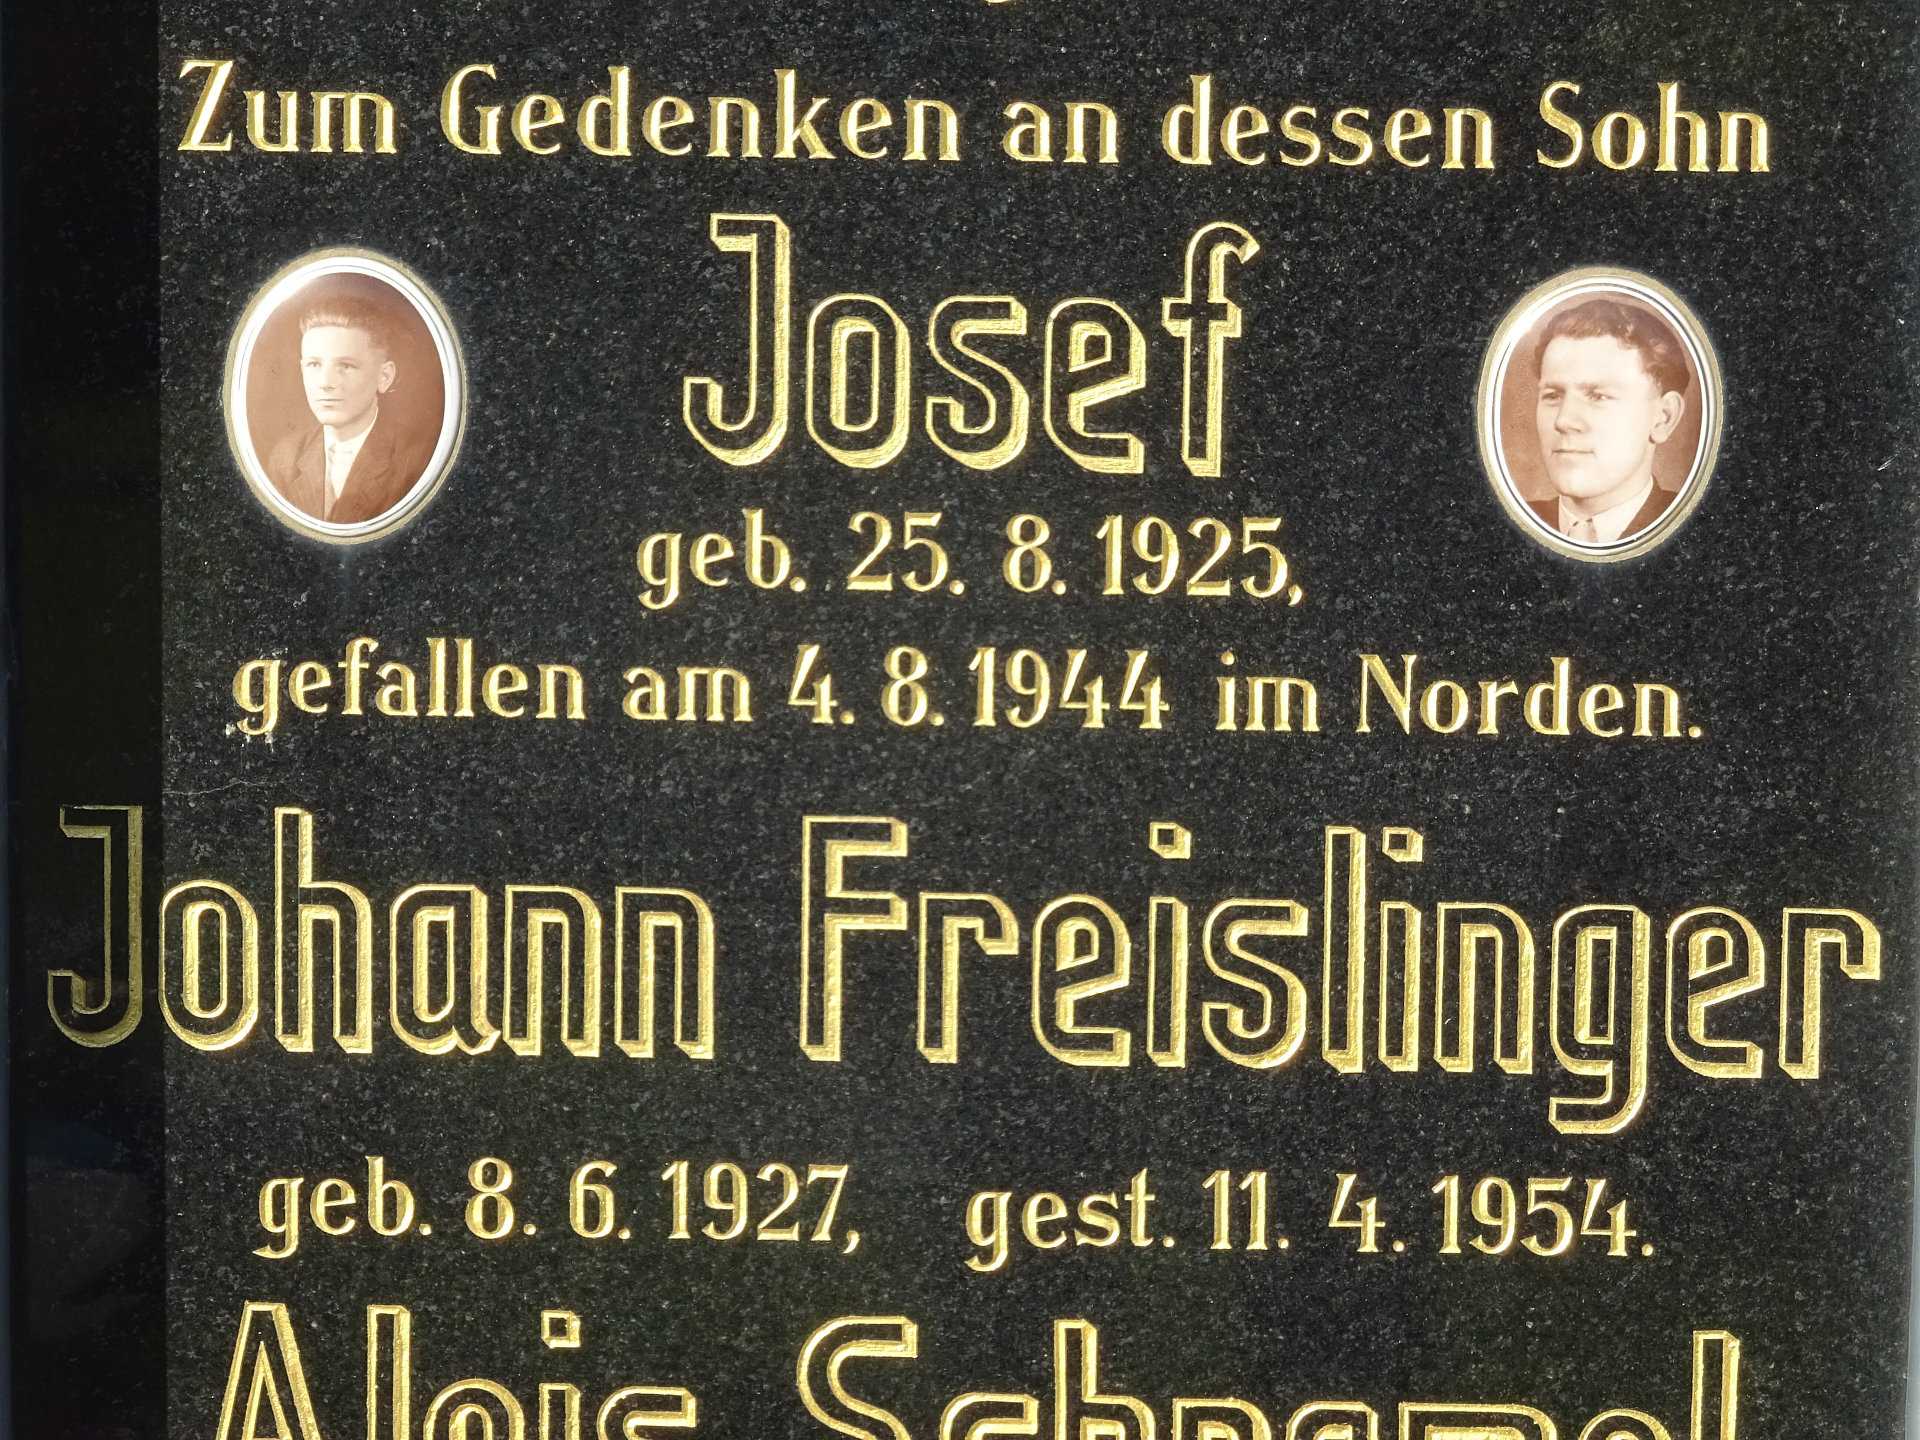 Zum Gedenken an dessen Sohn
Josef
geb. 25. 8. 1925,
gefallen am 4. 8. 1944 im Norden.
Johann Freislinger
geb. 8. 6. 1927, gest. 11. 4. 1954.
Alois